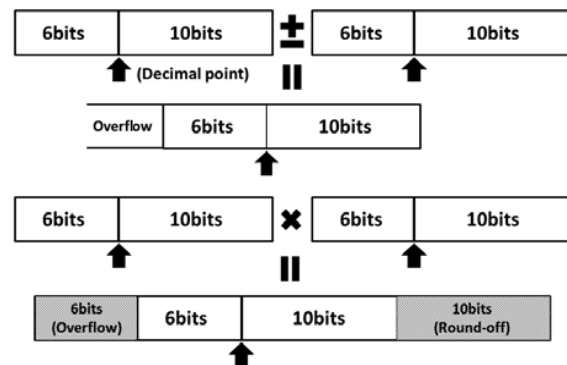 6bits 10bits ± 6bits 10bits
(Decimal point)
=
Overflow 6bits 10bits
6bits 10bits × 6bits 10bits
=
6bits
(Overflow) 6bits 10bits 10bits
(Round-off)